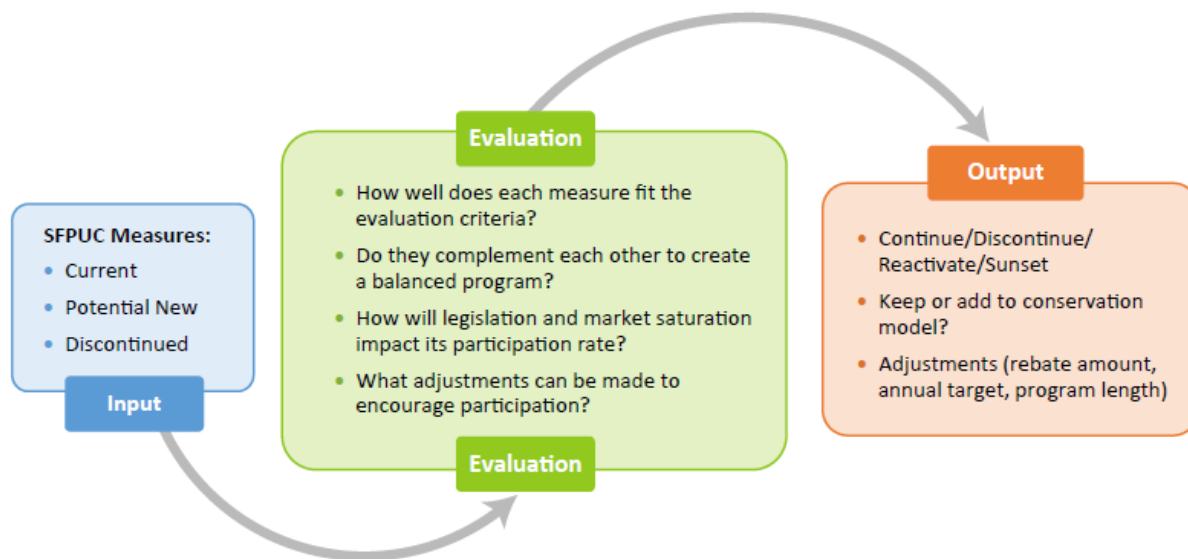 SFPUC Measures:
• Current
• Potential New
• Discontinued
Input
Evaluation
• How well does each measure fit the
evaluation criteria?
• Do they complement each other to create
a balanced program?
• How will legislation and market saturation
impact its participation rate?
• What adjustments can be made to
encourage participation?
Evaluation
Output
• Continue/Discontinue/
Reactivate/Sunset
• Keep or add to conservation
model?
• Adjustments (rebate amount,
annual target, program length)